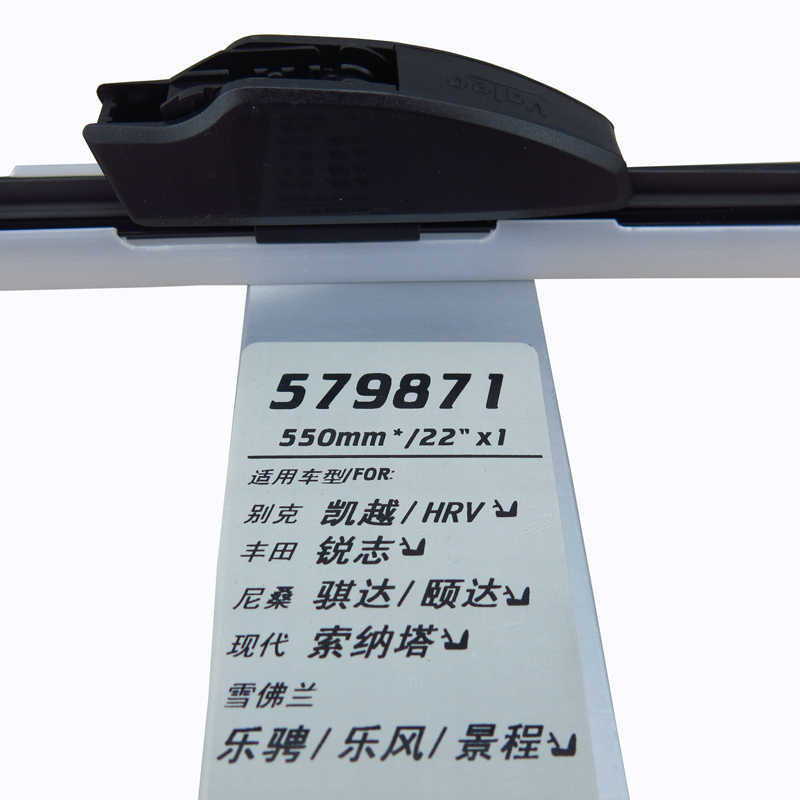 Valeo
579871
550mm*/22" x1
适用车型/FOR:
别克 凯越/HRV
丰田 锐志
尼桑 骐达/颐达
现代 索纳塔
雪佛兰
乐骋/乐风/景程